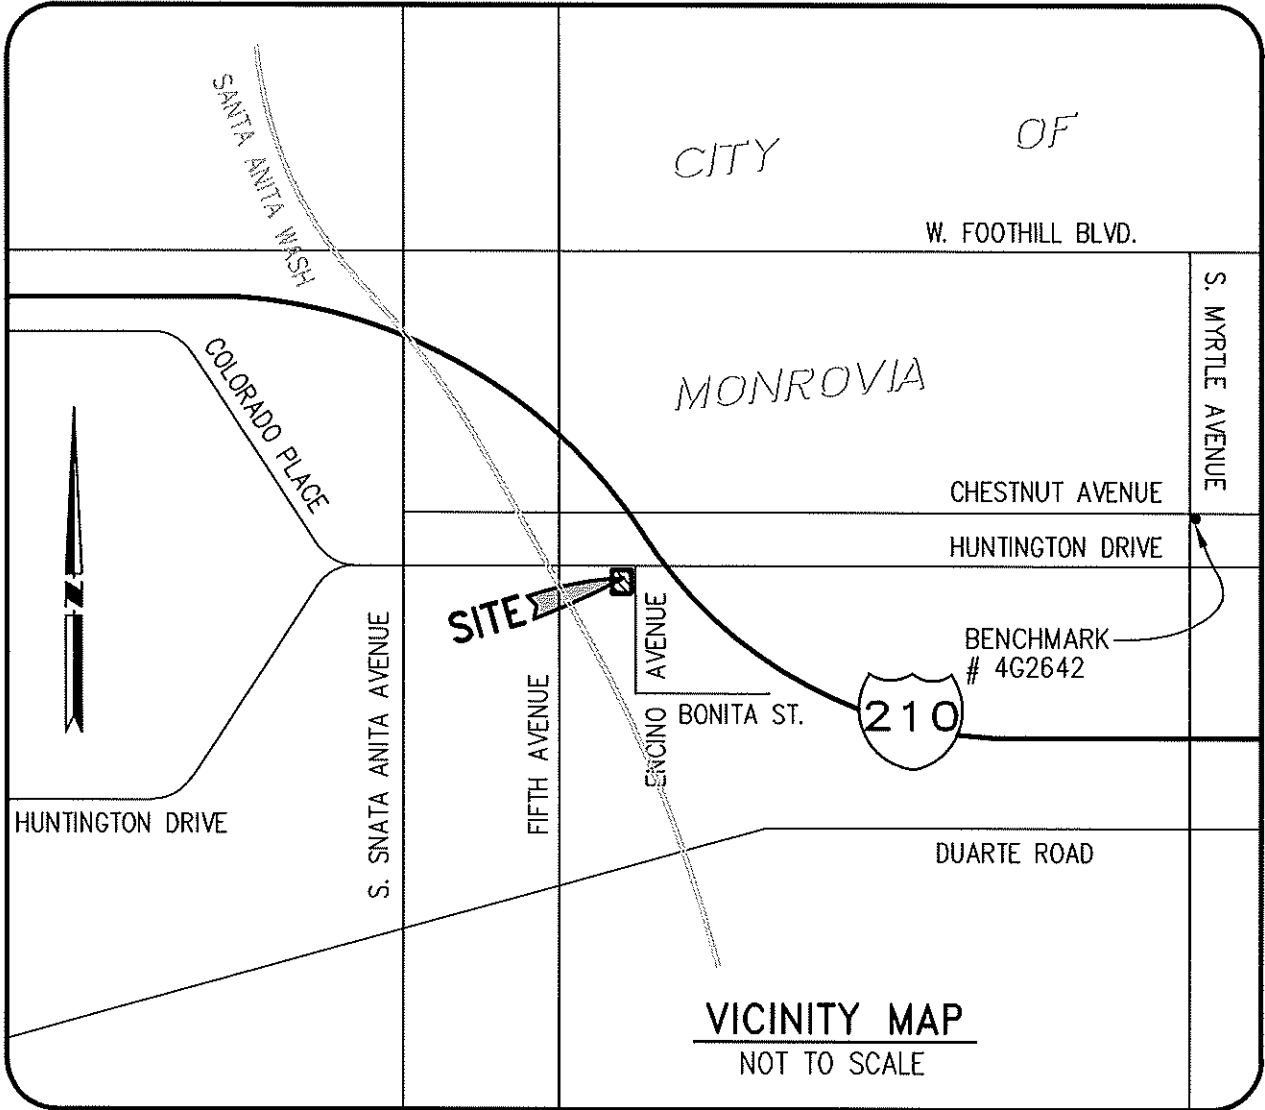 SANTA ANITA WASH
CITY OF
W. FOOTHILL BLVD.
S. MYRTLE AVENUE
COLORADO PLACE
MONROVIA
CHESTNUT AVENUE
HUNTINGTON DRIVE
N
SITE
S. SNATA ANITA AVENUE
FIFTH AVENUE
ENCINO AVENUE
BENCHMARK
# 4G2642
BONITA ST.
210
HUNTINGTON DRIVE
DUARTE ROAD
VICINITY MAP
NOT TO SCALE